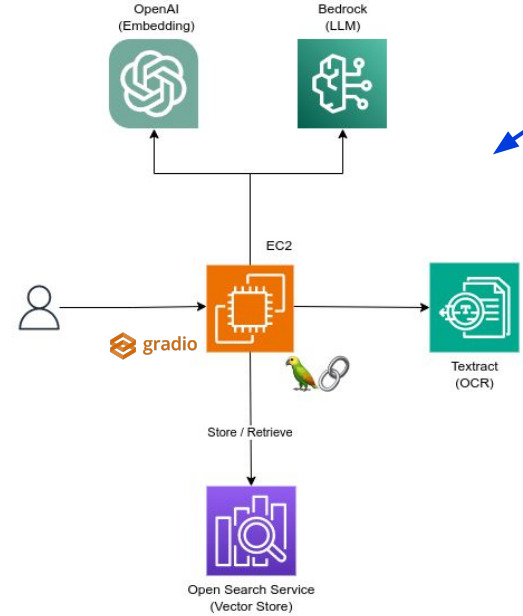 OpenAI
(Embedding)
Bedrock
(LLM)
EC2
gradio
Textract
(OCR)
Store / Retrieve
Open Search Service
(Vector Store)